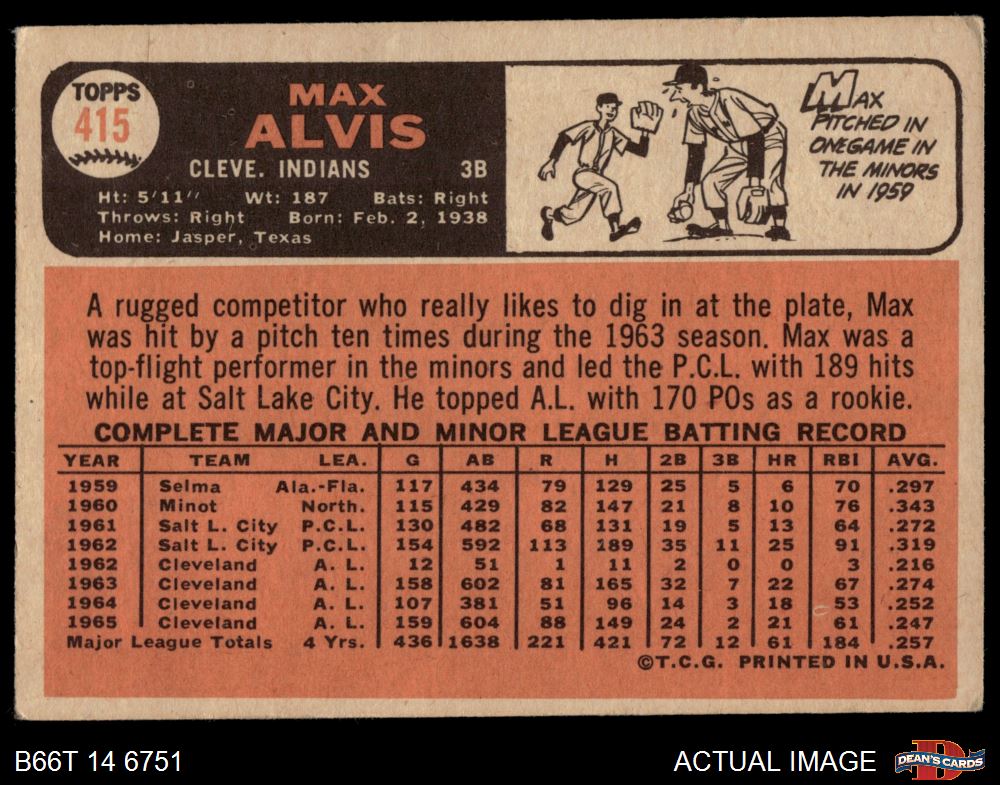 TOPPS
415
MAX
ALVIS
CLEVE. INDIANS 3B
Ht: 5'11" Wt: 187 Bats: Right
Throws: Right Born: Feb. 2, 1938
Home: Jasper, Texas
MAX
PITCHED IN
ONE GAME IN
THE MINORS
IN 1959
A rugged competitor who really likes to dig in at the plate, Max
was hit by a pitch ten times during the 1963 season. Max was a
top-flight performer in the minors and led the P.C.L. with 189 hits
while at Salt Lake City. He topped A.L. with 170 POs as a rookie.
COMPLETE MAJOR AND MINOR LEAGUE BATTING RECORD
YEAR TEAM LEA. G AB R H 2B 3B HR RBI AVG.
1959 Selma Ala.-Fla. 117 434 79 129 25 5 6 70 .297
1960 Minot North. 115 429 82 147 21 8 10 76 .343
1961 Salt L. City P.C.L. 130 482 68 131 19 5 13 64 .272
1962 Salt L. City P.C.L. 154 592 113 189 35 11 25 91 .319
1962 Cleveland A. L. 12 51 1 11 2 0 0 3 .216
1963 Cleveland A. L. 158 602 81 165 32 7 22 67 .274
1964 Cleveland A. L. 107 381 51 96 14 3 18 53 .252
1965 Cleveland A. L. 159 604 88 149 24 2 21 61 .247
Major League Totals 4 Yrs. 436 1638 221 421 72 12 61 184 .257
©T.C.G. PRINTED IN U.S.A.
B66T 14 6751 ACTUAL IMAGE D DEAN'S CARDS